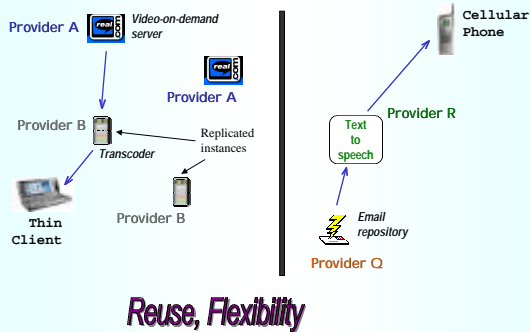 Provider A
Video-on-demand
server
real
.com
real
.com
Provider A
Provider B
Transcoder
Replicated
instances
Provider B
Thin
Client
Cellular
Phone
Provider R
Text
to
speech
Email
repository
Provider Q
Reuse, Flexibility